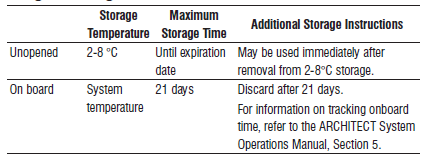 Storage Temperature Maximum Storage Time Additional Storage Instructions
Unopened 2-8 °C Until expiration May be used immediately after
date removal from 2-8°C storage.
On board System 21 days Discard after 21 days.
temperature For information on tracking onboard
time, refer to the ARCHITECT System
Operations Manual, Section 5.